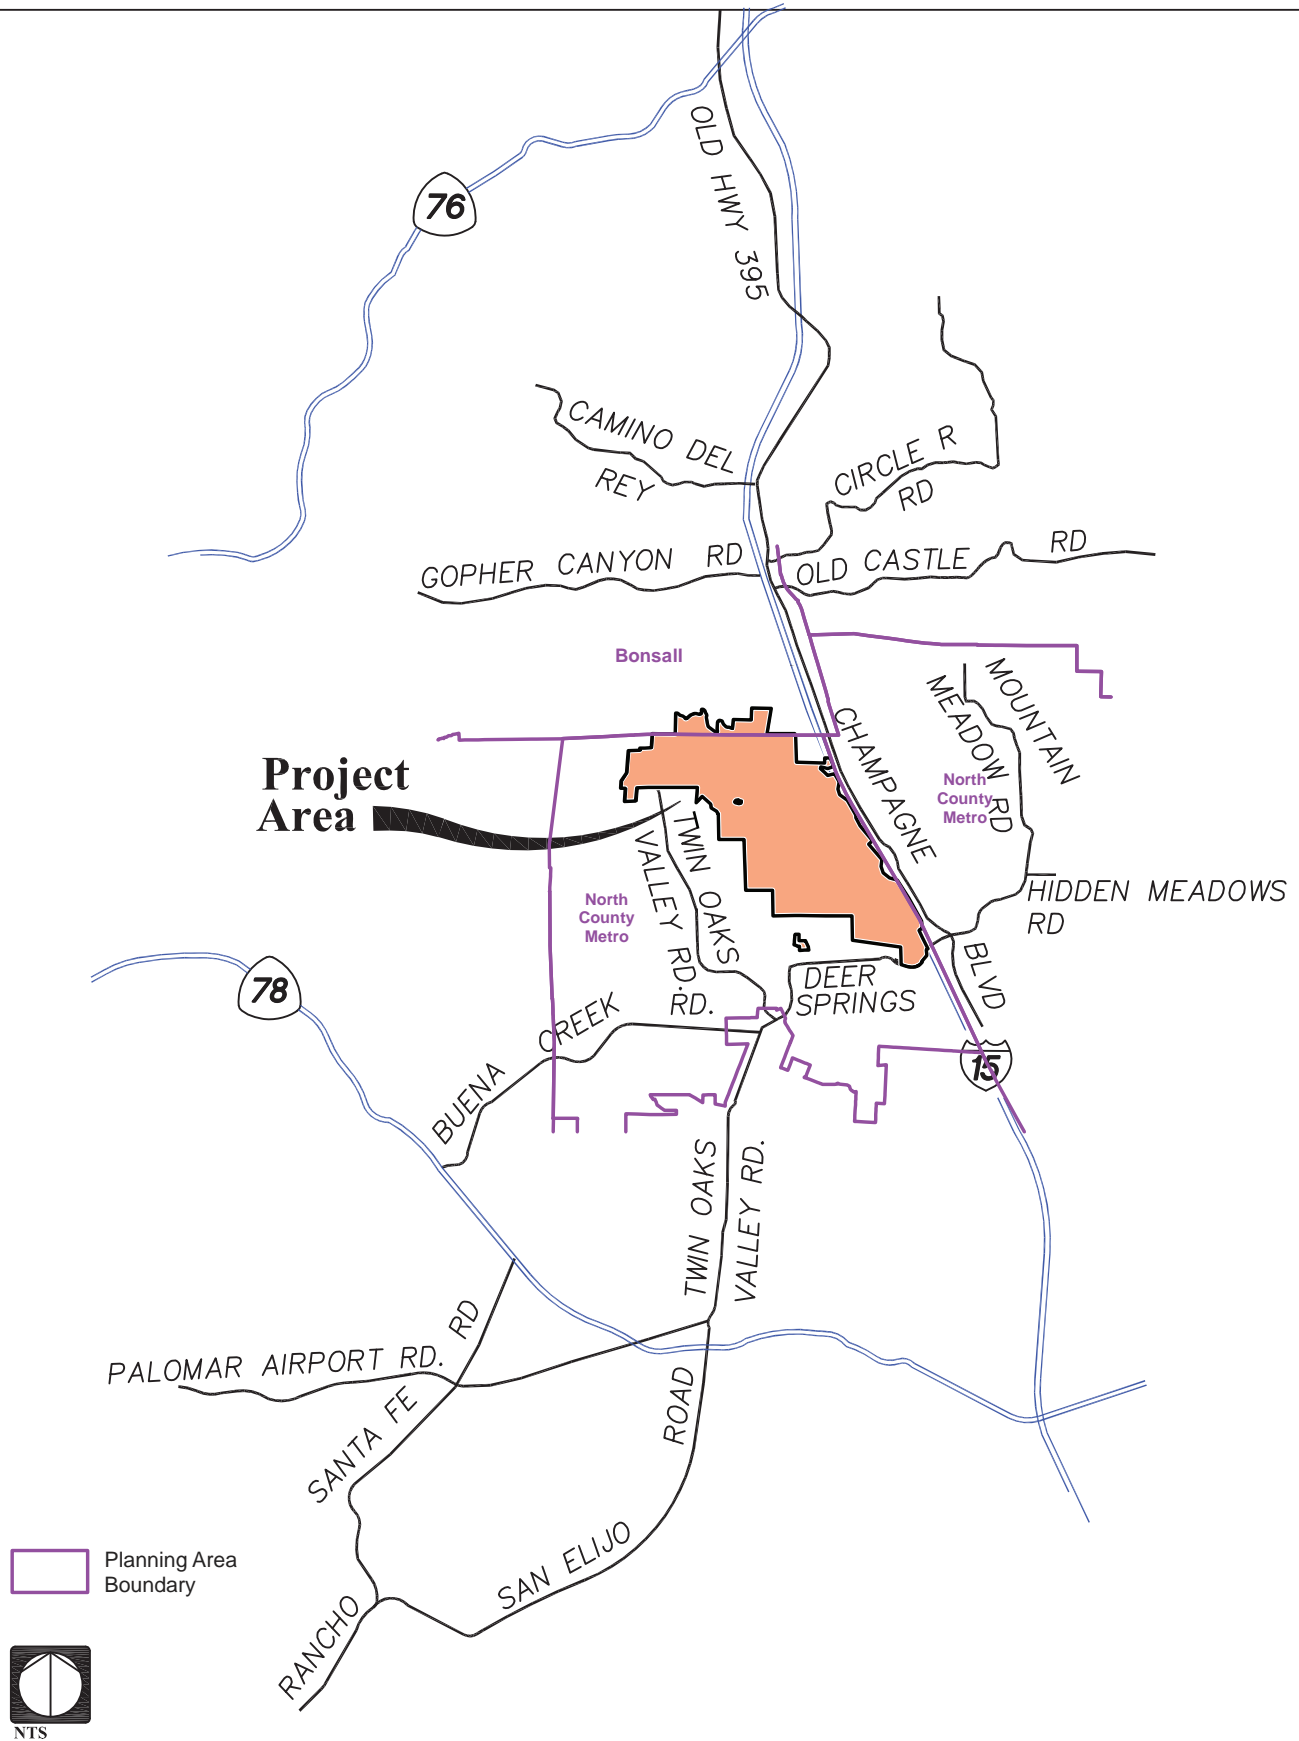 76
OLD HWY 395
CAMINO DEL
REY
CIRCLE R
RD
GOPHER CANYON RD
OLD CASTLE RD
Bonsall
MOUNTAIN
MEADOW RD
CHAMPAGNE
BLVD
North
County
Metro
Project
Area
TWIN OAKS
VALLEY RD.
North
County
Metro
HIDDEN MEADOWS
RD
78
DEER
SPRINGS
RD.
BUENA CREEK
15
TWIN OAKS
VALLEY RD.
PALOMAR AIRPORT RD.
RANCHO SANTA FE RD
SAN ELIJO ROAD
Planning Area
Boundary
NTS